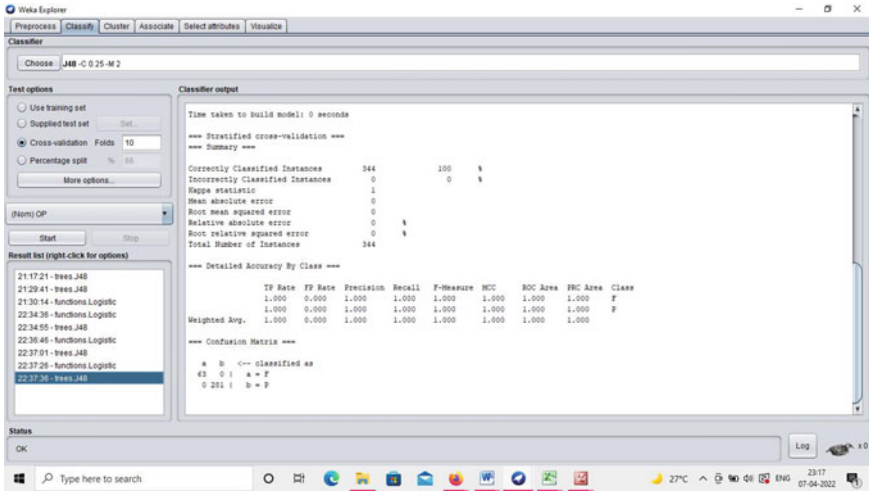 Weka Explorer
Preprocess Classify Cluster Associate Select attributes Visualize
Classifier
Choose J48 -C 0.25 -M 2
Test options
Use training set
Supplied test set Set...
Cross-validation Folds 10
Percentage split % 66
More options...
(Nom) OP
Start Stop
Result list (right-click for options)
21:17:21 - trees.J48
21:29:41 - trees.J48
21:30:14 - functions.Logistic
22:34:36 - functions.Logistic
22:34:55 - trees.J48
22:36:46 - functions.Logistic
22:37:01 - trees.J48
22:37:26 - functions.Logistic
22:37:36 - trees.J48
Classifier output
Time taken to build model: 0 seconds
=== Stratified cross-validation ===
=== Summary ===
Correctly Classified Instances 344 100 %
Incorrectly Classified Instances 0 0 %
Kappa statistic 1
Mean absolute error 0
Root mean squared error 0
Relative absolute error 0 %
Root relative squared error 0 %
Total Number of Instances 344
=== Detailed Accuracy By Class ===
TP Rate FP Rate Precision Recall F-Measure MCC ROC Area PRC Area Class
1.000 0.000 1.000 1.000 1.000 1.000 1.000 1.000 F
1.000 0.000 1.000 1.000 1.000 1.000 1.000 1.000 P
Weighted Avg. 1.000 0.000 1.000 1.000 1.000 1.000 1.000 1.000
=== Confusion Matrix ===
a b <-- classified as
63 0 | a = F
0 281 | b = P
Status
OK
Log x 0
Type here to search
27°C ENG
23:17
07-04-2022